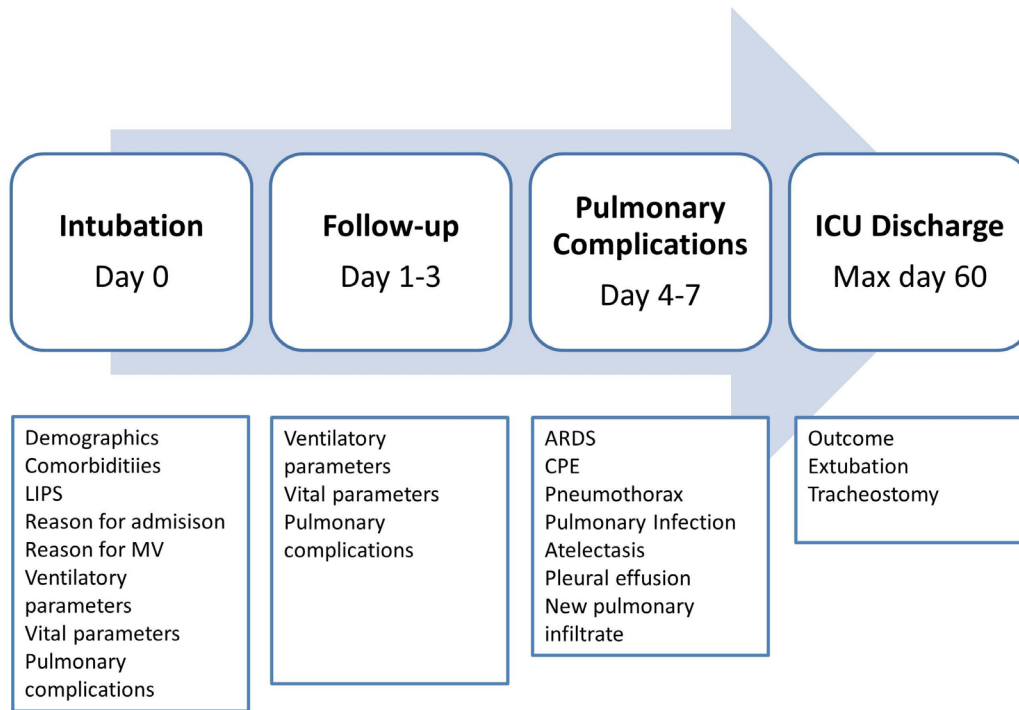 Intubation
Day 0
Follow-up
Day 1-3
Pulmonary
Complications
Day 4-7
ICU Discharge
Max day 60
Demographics
Comorbiditiies
LIPS
Reason for admisison
Reason for MV
Ventilatory
parameters
Vital parameters
Pulmonary
complications
Ventilatory
parameters
Vital parameters
Pulmonary
complications
ARDS
CPE
Pneumothorax
Pulmonary Infection
Atelectasis
Pleural effusion
New pulmonary
infiltrate
Outcome
Extubation
Tracheostomy